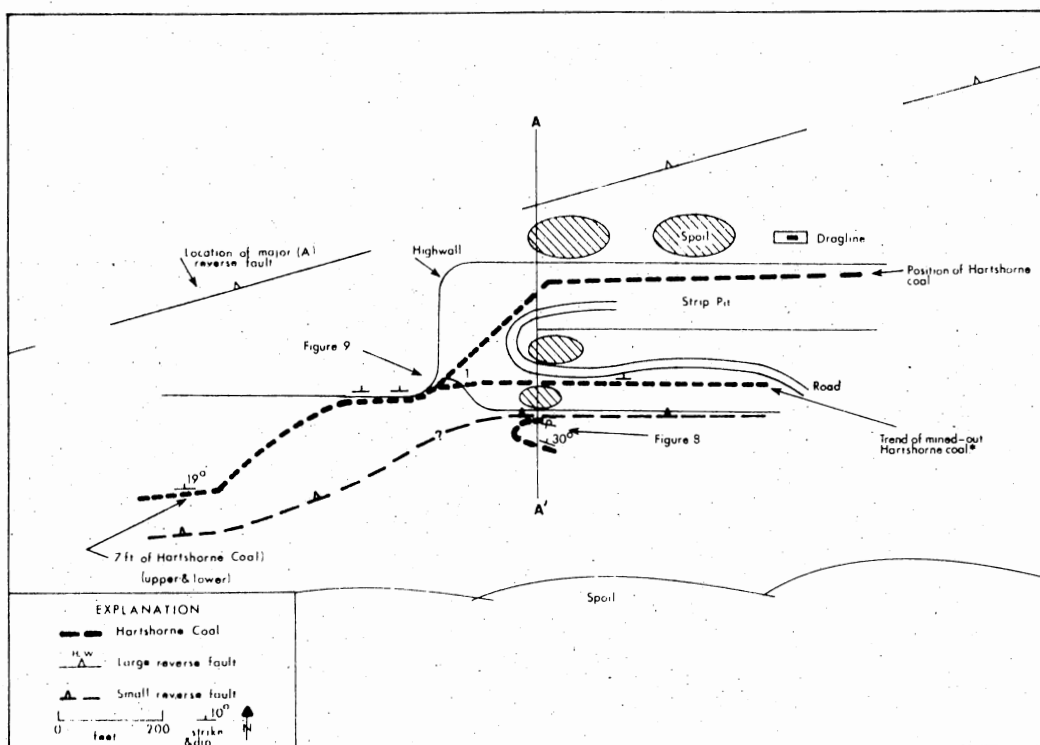 A
Location of major (A)
reverse fault
Highwall
Spoil
Dragline
Position of Hartshorne
coal
Strip Pit
Figure 9
1
Road
?
30°
Figure 8
Trend of mined-out
Hartshorne coal*
19°
A'
7 ft of Hartshorne Coal)
(upper & lower)
Spoil
EXPLANATION
Hartshorne Coal
H.W
Large reverse fault
Small reverse fault
0 200
feet
10°
strike
&dip
N